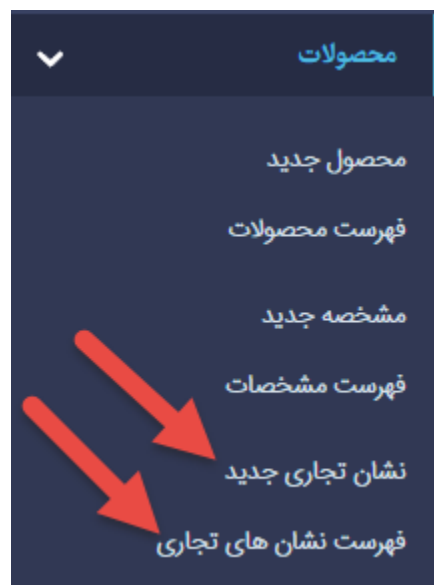 محصولات
محصول جدید
فهرست محصولات
مشخصه جدید
فهرست مشخصات
نشان تجاری جدید
فهرست نشان های تجاری